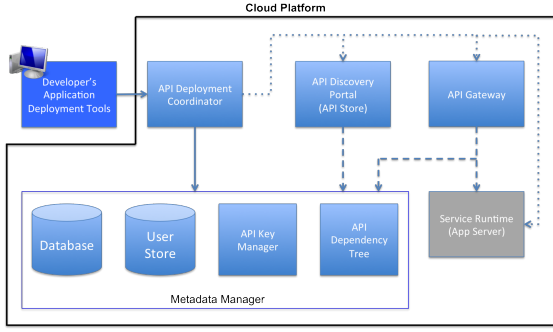 Cloud Platform
Developer's
Application
Deployment Tools
API Deployment
Coordinator
API Discovery
Portal
(API Store)
API Gateway
Database
User
Store
API Key
Manager
API
Dependency
Tree
Service Runtime
(App Server)
Metadata Manager